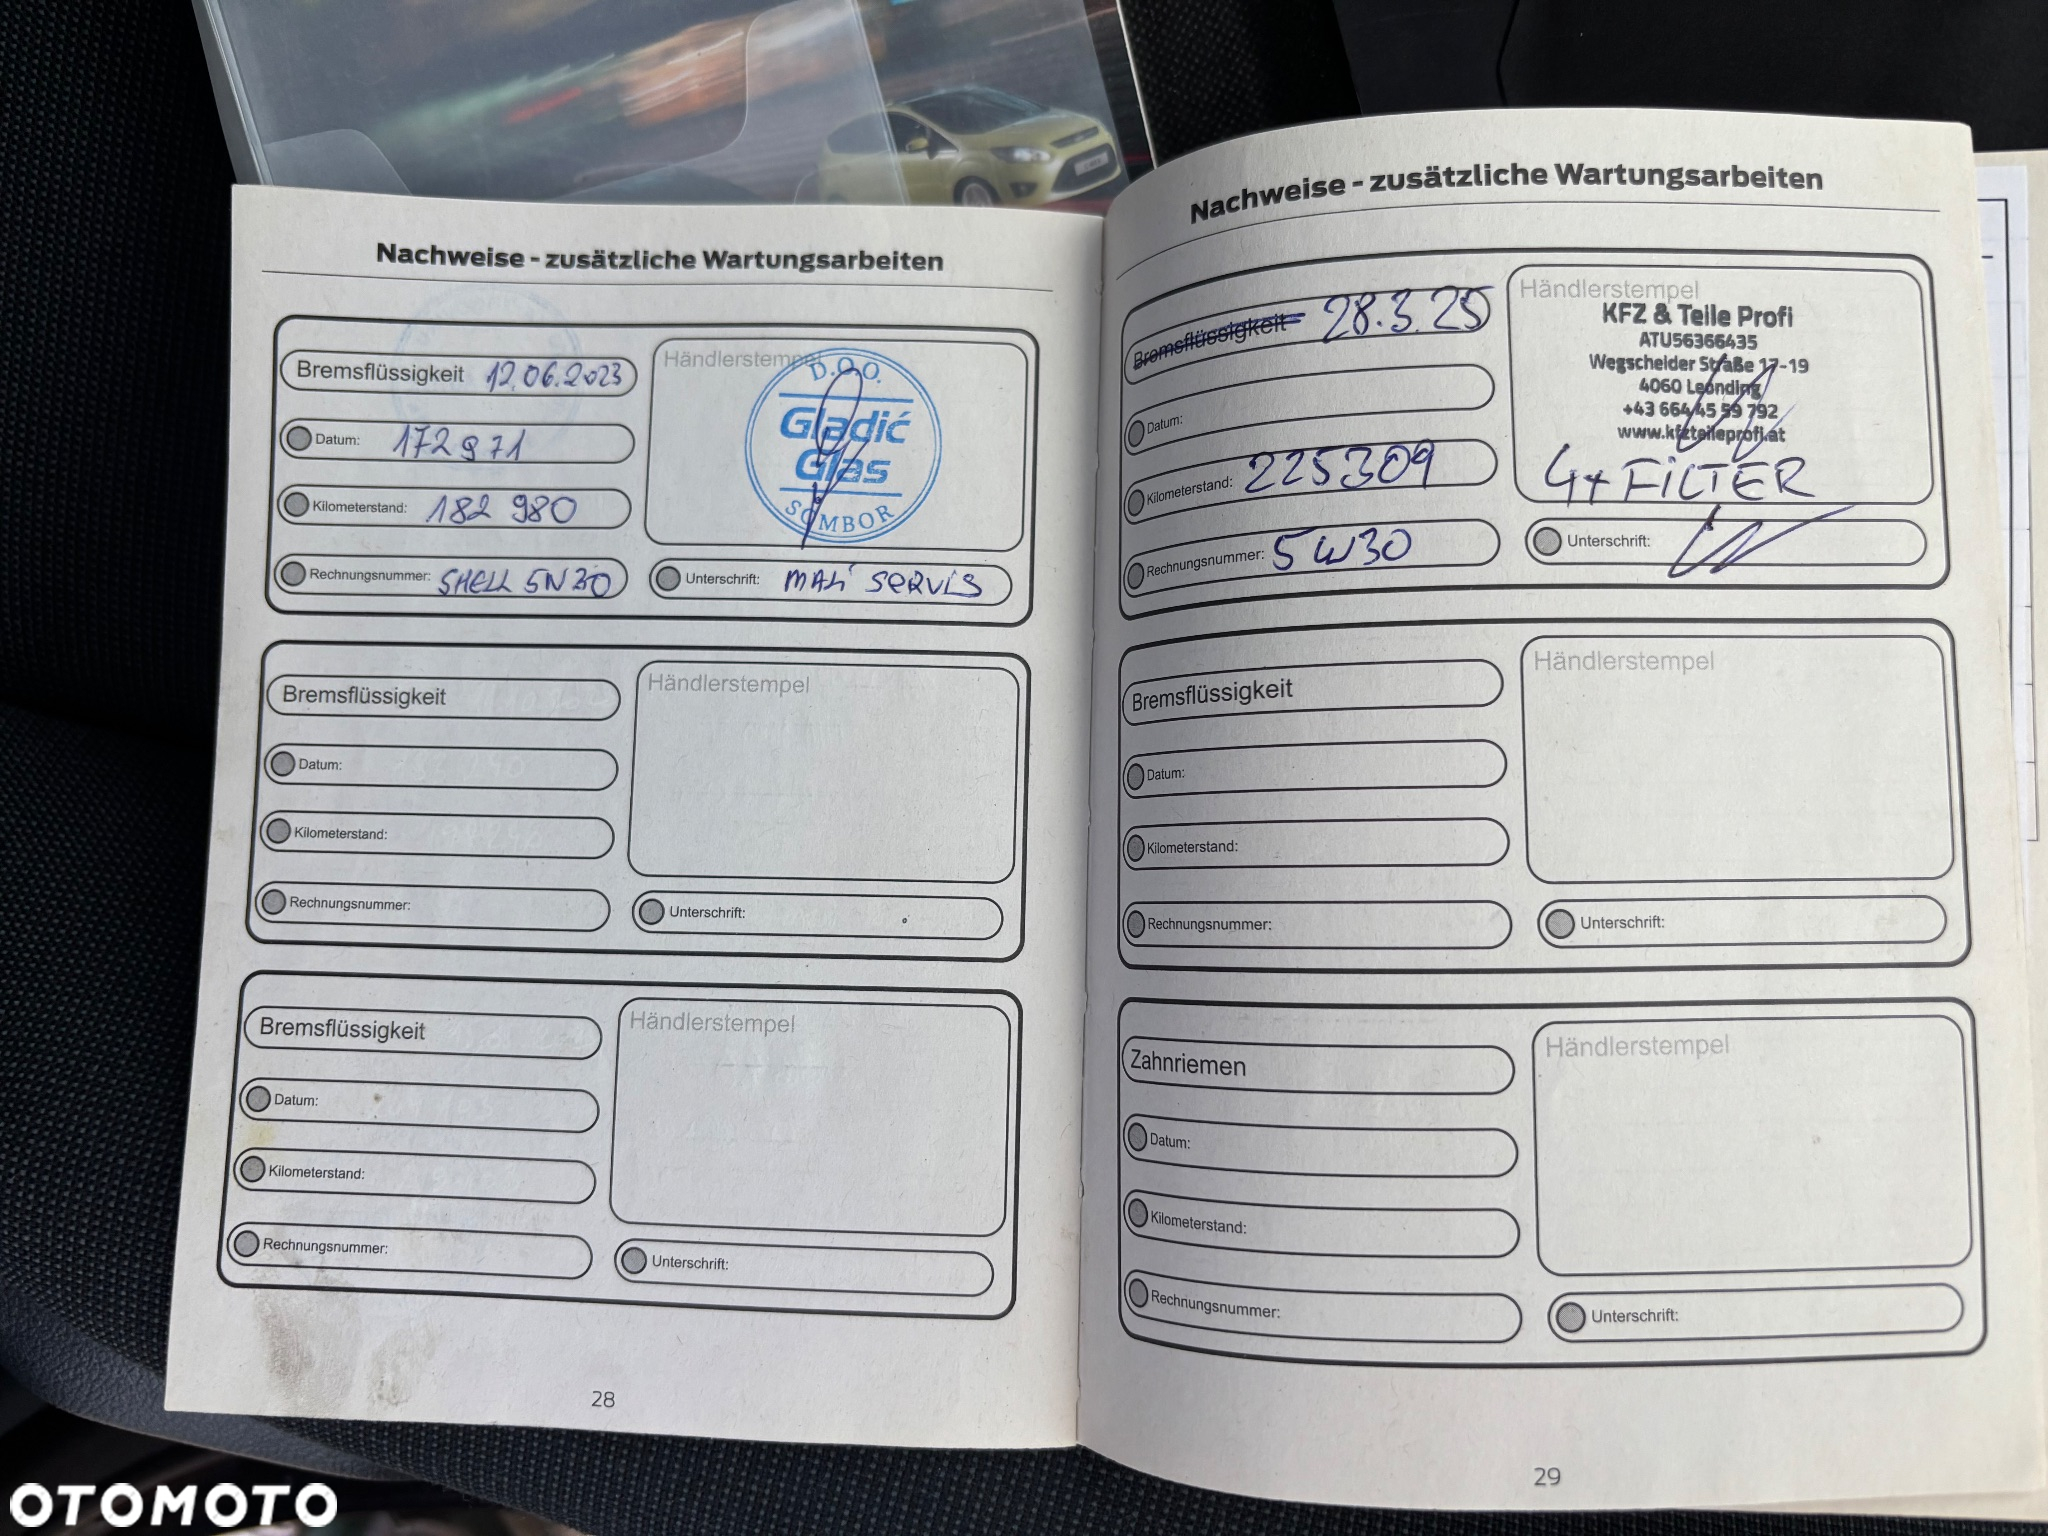 Nachweise - zusätzliche Wartungsarbeiten
Bremsflüssigkeit 12.06.2023
Datum: 172971
Kilometerstand: 182 980
Rechnungsnummer: SHELL 5W30
Händlerstempel
D.O.O.
Gladić
Glas
SOMBOR
Unterschrift: MALI SERVIS
Bremsflüssigkeit
Datum:
Kilometerstand:
Rechnungsnummer:
Händlerstempel
Unterschrift:
Bremsflüssigkeit
Datum:
Kilometerstand:
Rechnungsnummer:
Händlerstempel
Unterschrift:
28
Nachweise - zusätzliche Wartungsarbeiten
Bremsflüssigkeit 28.3.25
Datum:
Kilometerstand: 225309
Rechnungsnummer: 5W30
Händlerstempel
KFZ & Teile Profi
ATU56366435
Wegscheider Straße 17-19
4060 Leonding
+43 664 45 59 792
www.kfzteileprofi.at
4x FILTER
Unterschrift:
Bremsflüssigkeit
Datum:
Kilometerstand:
Rechnungsnummer:
Händlerstempel
Unterschrift:
Zahnriemen
Datum:
Kilometerstand:
Rechnungsnummer:
Händlerstempel
Unterschrift:
29
OTOMOTO